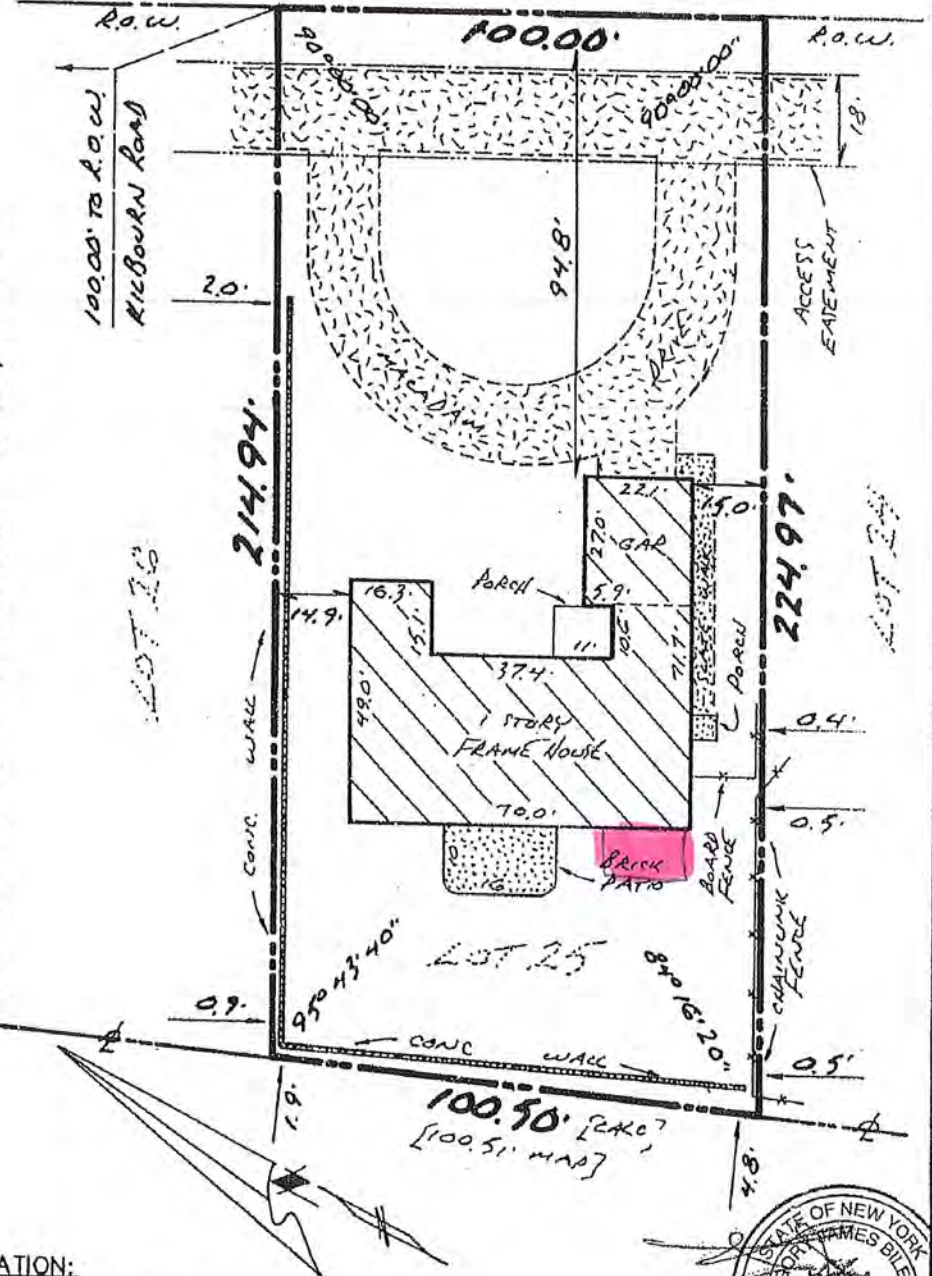 R.O.W.
100.00'
R.O.W.
90°00'00"
90°00'00"
18
100.00' TO R.O.W.
KILBOURN ROAD
94.8'
ACCESS
EASEMENT
2.0'
MACADAM
DRIVE
214.94'
22.1'
15.0'
27.0'
GAR
224.97'
PORCH
5.9'
16.3'
14.9'
15.1'
11'
37.4'
71.7'
PORCH
49.0'
1 STORY
FRAME HOUSE
0.4'
70.0'
0.5'
CONC WALL
10'
16
BRICK
PATIO
BOARD
FENCE
CHAINLINK
FENCE
LOT 25
95° 43' 40"
84° 16' 20"
0.9'
CONC WALL
0.5'
1.9'
100.50' [CALC]
[100.51' MAP]
4.8'
STATE OF NEW YORK
ATION: